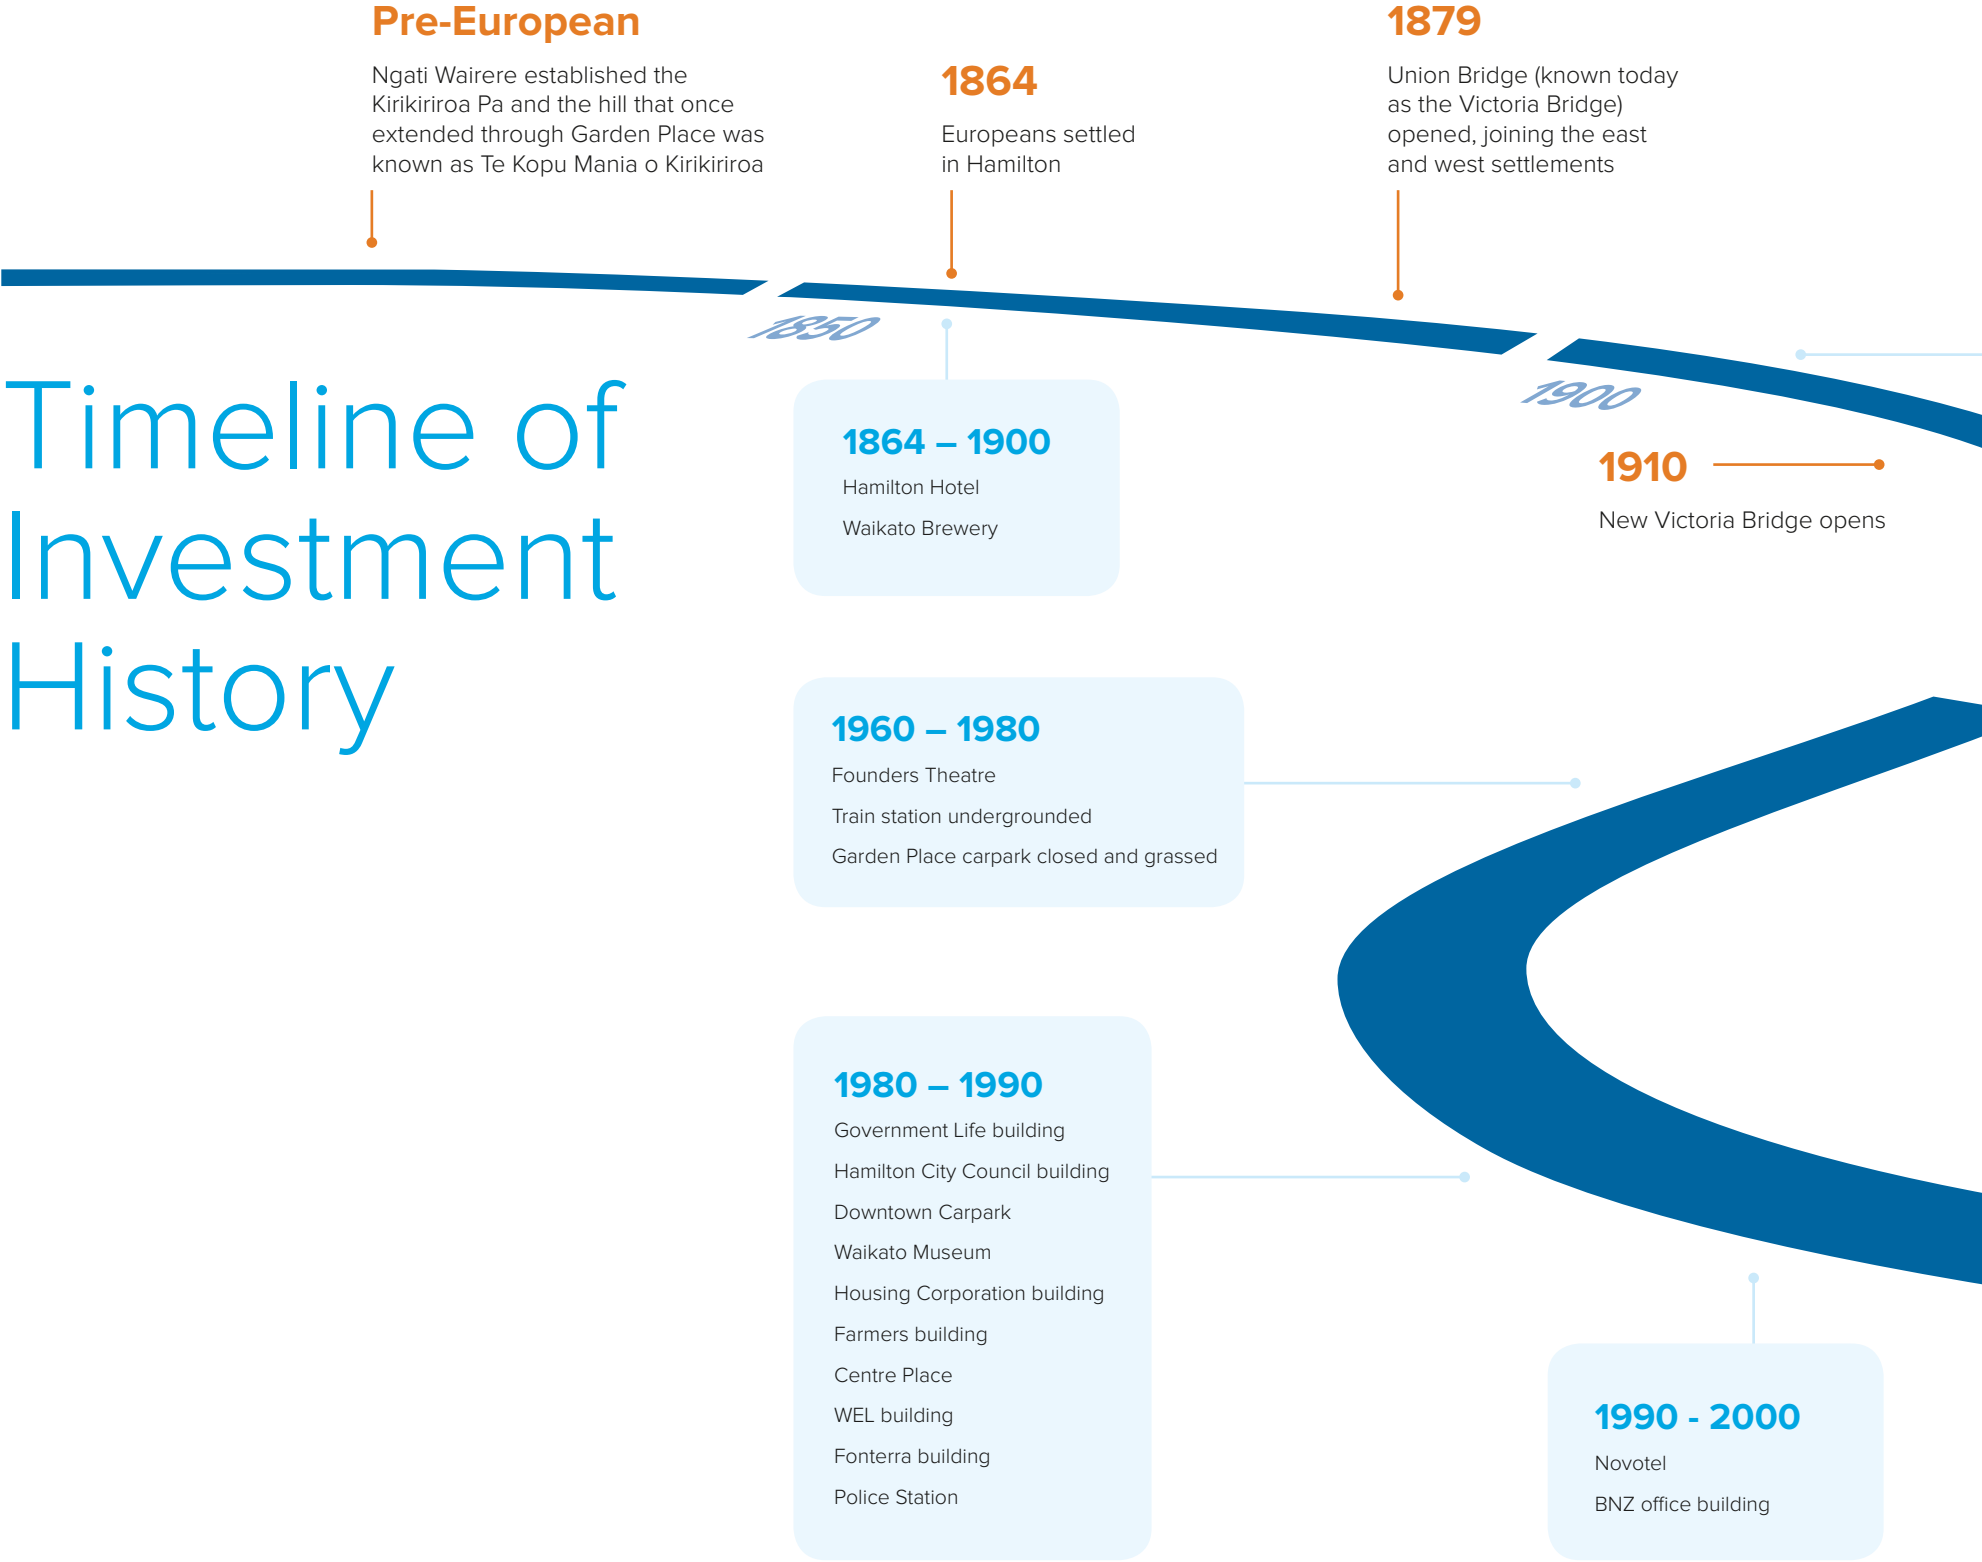 Pre-European
Ngati Wairere established the
Kirikiriroa Pa and the hill that once
extended through Garden Place was
known as Te Kopu Mania o Kirikiriroa
1864
Europeans settled
in Hamilton
1879
Union Bridge (known today
as the Victoria Bridge)
opened, joining the east
and west settlements
1850
1900
Timeline of
Investment
History
1864 – 1900
Hamilton Hotel
Waikato Brewery
1910
New Victoria Bridge opens
1960 – 1980
Founders Theatre
Train station undergrounded
Garden Place carpark closed and grassed
1980 – 1990
Government Life building
Hamilton City Council building
Downtown Carpark
Waikato Museum
Housing Corporation building
Farmers building
Centre Place
WEL building
Fonterra building
Police Station
1990 - 2000
Novotel
BNZ office building